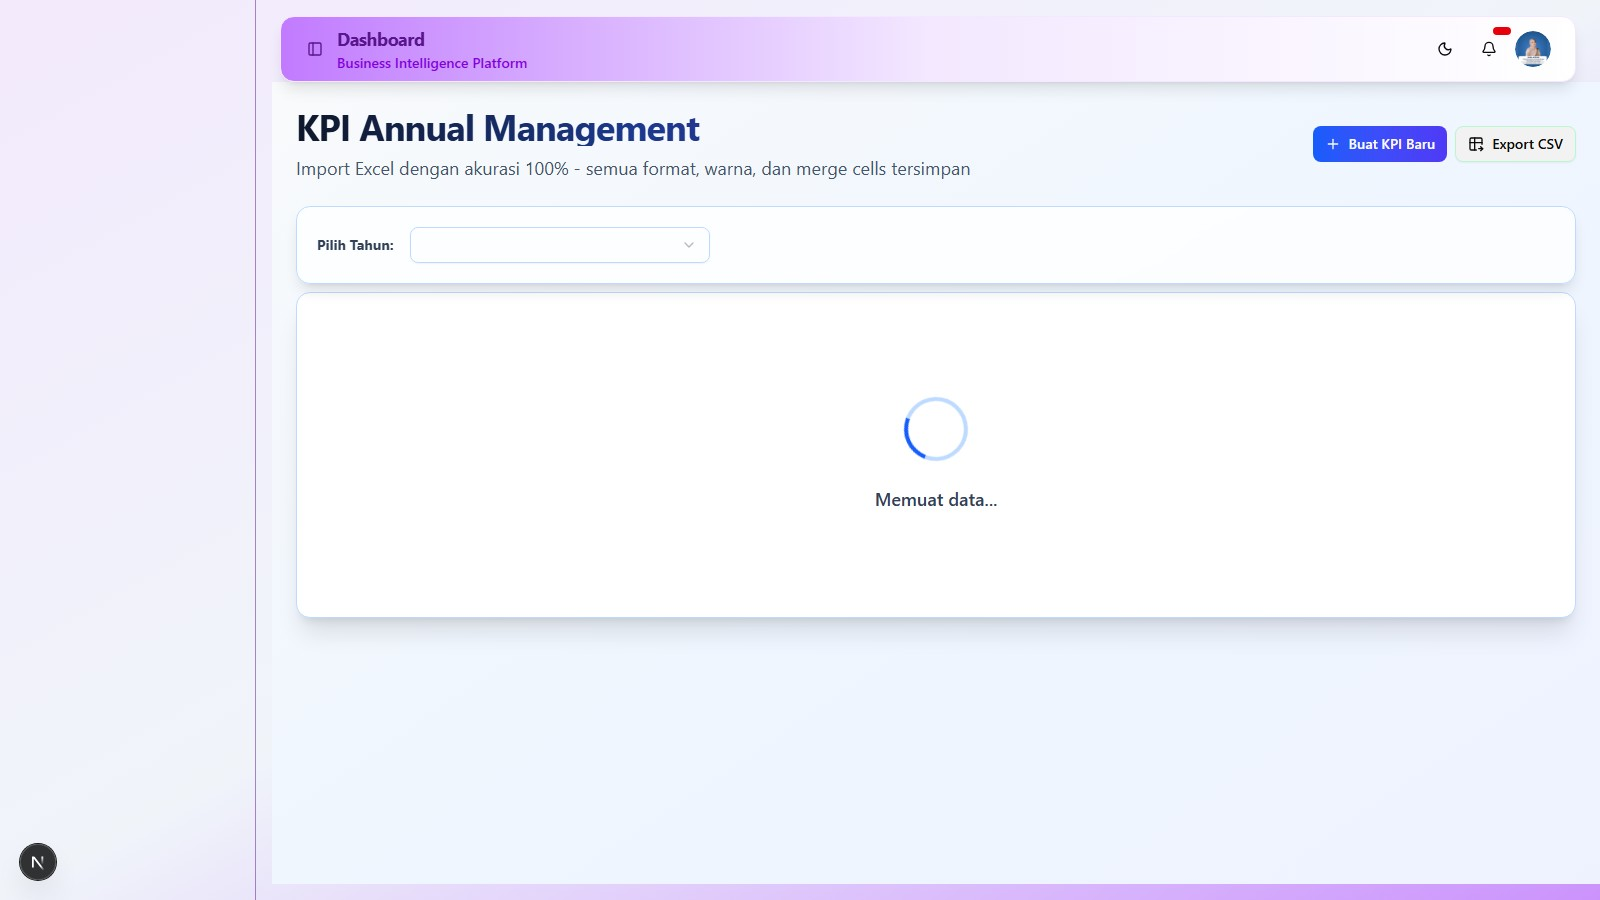 Dashboard
Business Intelligence Platform
KPI Annual Management
Import Excel dengan akurasi 100% - semua format, warna, dan merge cells tersimpan
Buat KPI Baru
Export CSV
Pilih Tahun:
Memuat data...
N